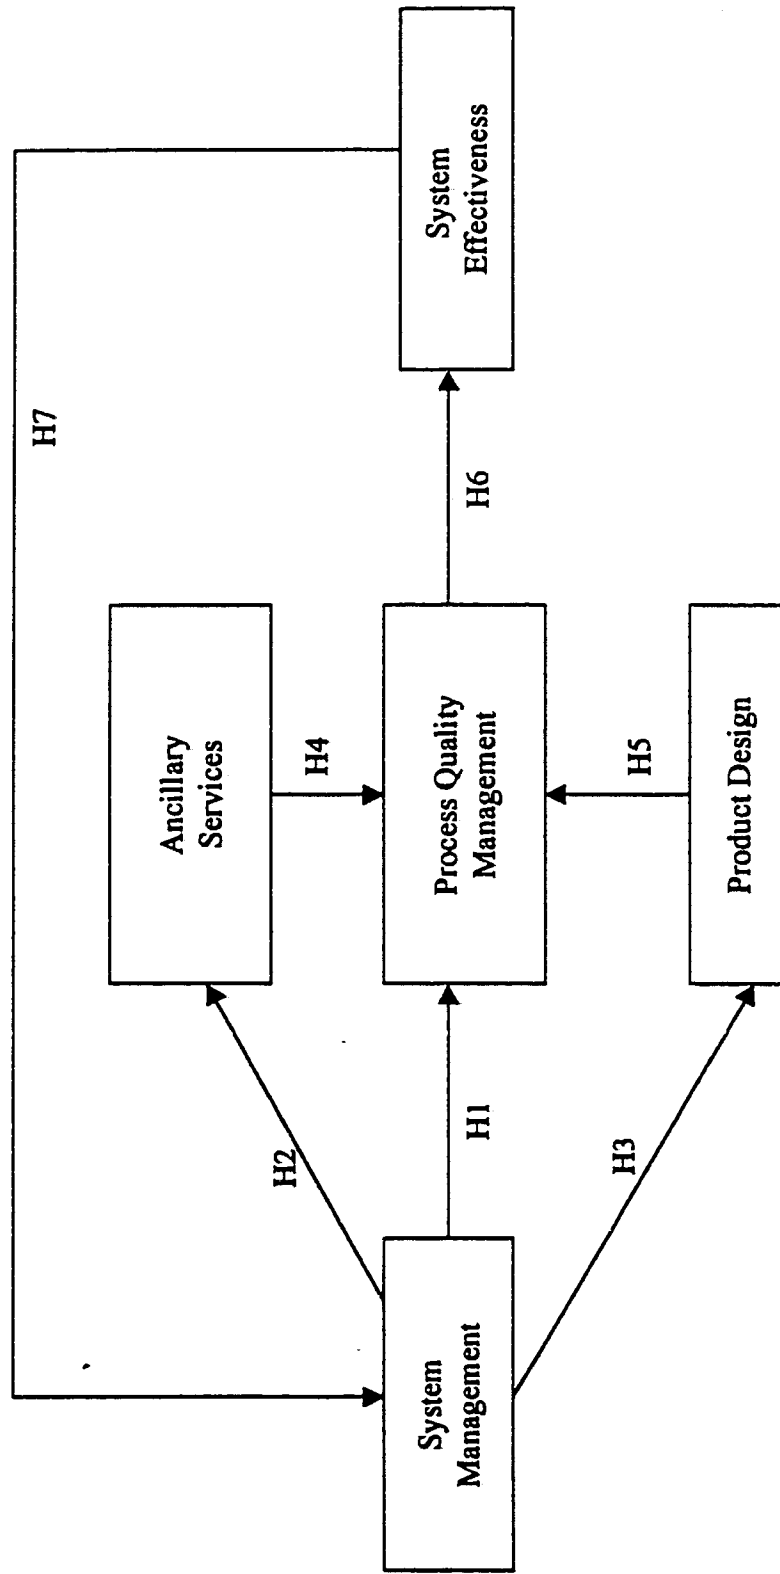 H7
Ancillary
Services
System
Effectiveness
H2
H4
H6
System
Management
H1
Process Quality
Management
H3
H5
Product Design